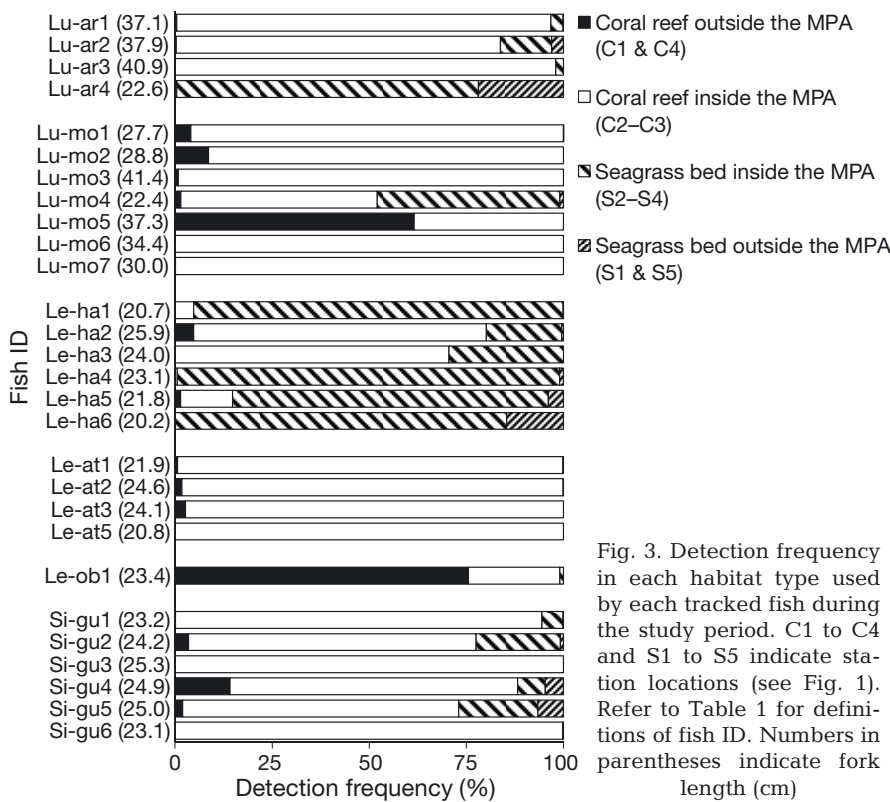 Lu-ar1 (37.1)
Lu-ar2 (37.9)
Lu-ar3 (40.9)
Lu-ar4 (22.6)
Lu-mo1 (27.7)
Lu-mo2 (28.8)
Lu-mo3 (41.4)
Lu-mo4 (22.4)
Lu-mo5 (37.3)
Lu-mo6 (34.4)
Lu-mo7 (30.0)
Le-ha1 (20.7)
Le-ha2 (25.9)
Le-ha3 (24.0)
Le-ha4 (23.1)
Le-ha5 (21.8)
Le-ha6 (20.2)
Le-at1 (21.9)
Le-at2 (24.6)
Le-at3 (24.1)
Le-at5 (20.8)
Le-ob1 (23.4)
Si-gu1 (23.2)
Si-gu2 (24.2)
Si-gu3 (25.3)
Si-gu4 (24.9)
Si-gu5 (25.0)
Si-gu6 (23.1)
Fish ID
0 25 50 75 100
Detection frequency (%)
Coral reef outside the MPA
(C1 & C4)
Coral reef inside the MPA
(C2–C3)
Seagrass bed inside the MPA
(S2–S4)
Seagrass bed outside the MPA
(S1 & S5)
Fig. 3. Detection frequency
in each habitat type used
by each tracked fish during
the study period. C1 to C4
and S1 to S5 indicate sta-
tion locations (see Fig. 1).
Refer to Table 1 for defini-
tions of fish ID. Numbers in
parentheses indicate fork
length (cm)